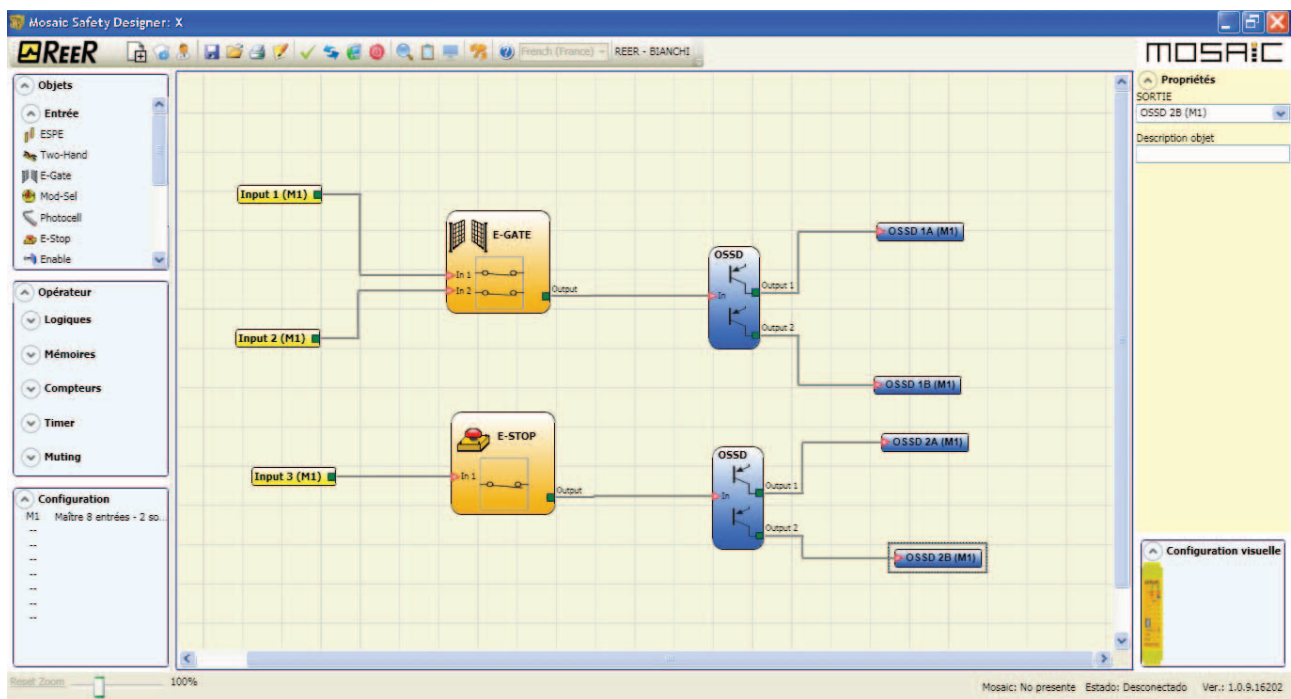 Mosaic Safety Designer: X
REER
French (France)
REER - BIANCHI
MOSAIC
Objets
Entrée
ESPE
Two-Hand
E-Gate
Mod-Sel
Photocell
E-Stop
Enable
Opérateur
Logiques
Mémoires
Compteurs
Timer
Muting
Configuration
M1 Maître 8 entrées - 2 so...
--
--
--
--
--
--
--
Input 1 (M1)
Input 2 (M1)
E-GATE
In 1
In 2
Output
OSSD
In
Output 1
Output 2
OSSD 1A (M1)
OSSD 1B (M1)
Input 3 (M1)
E-STOP
In 1
Output
OSSD
In
Output 1
Output 2
OSSD 2A (M1)
OSSD 2B (M1)
Propriétés
SORTIE
OSSD 2B (M1)
Description objet
Configuration visuelle
Reset Zoom
100%
Mosaic: No presente Estado: Desconectado Ver.: 1.0.9.16202